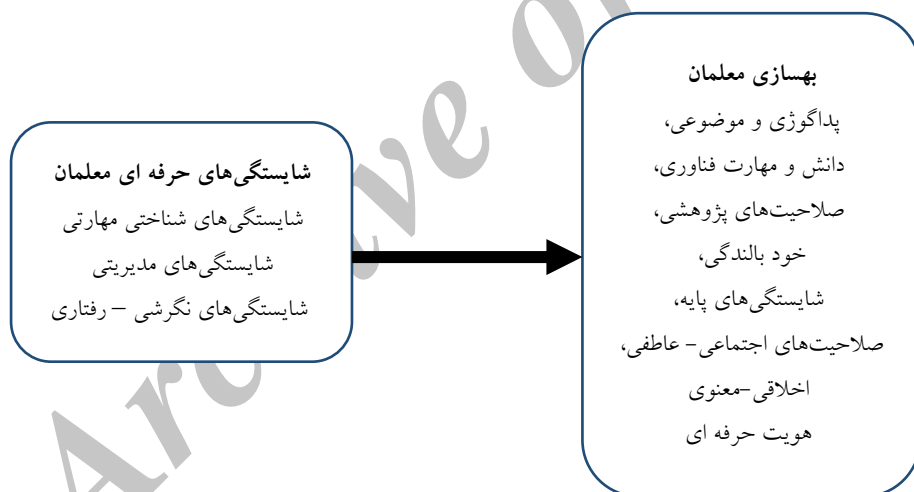 شایستگی‌های حرفه ای معلمان
شایستگی‌های شناختی مهارتی
شایستگی‌های مدیریتی
شایستگی‌های نگرشی – رفتاری
بهسازی معلمان
پداگوژی و موضوعی،
دانش و مهارت فناوری،
صلاحیت‌های پژوهشی،
خود بالندگی،
شایستگی‌های پایه،
صلاحیت‌های اجتماعی- عاطفی،
اخلاقی-معنوی
هویت حرفه ای
Archive of